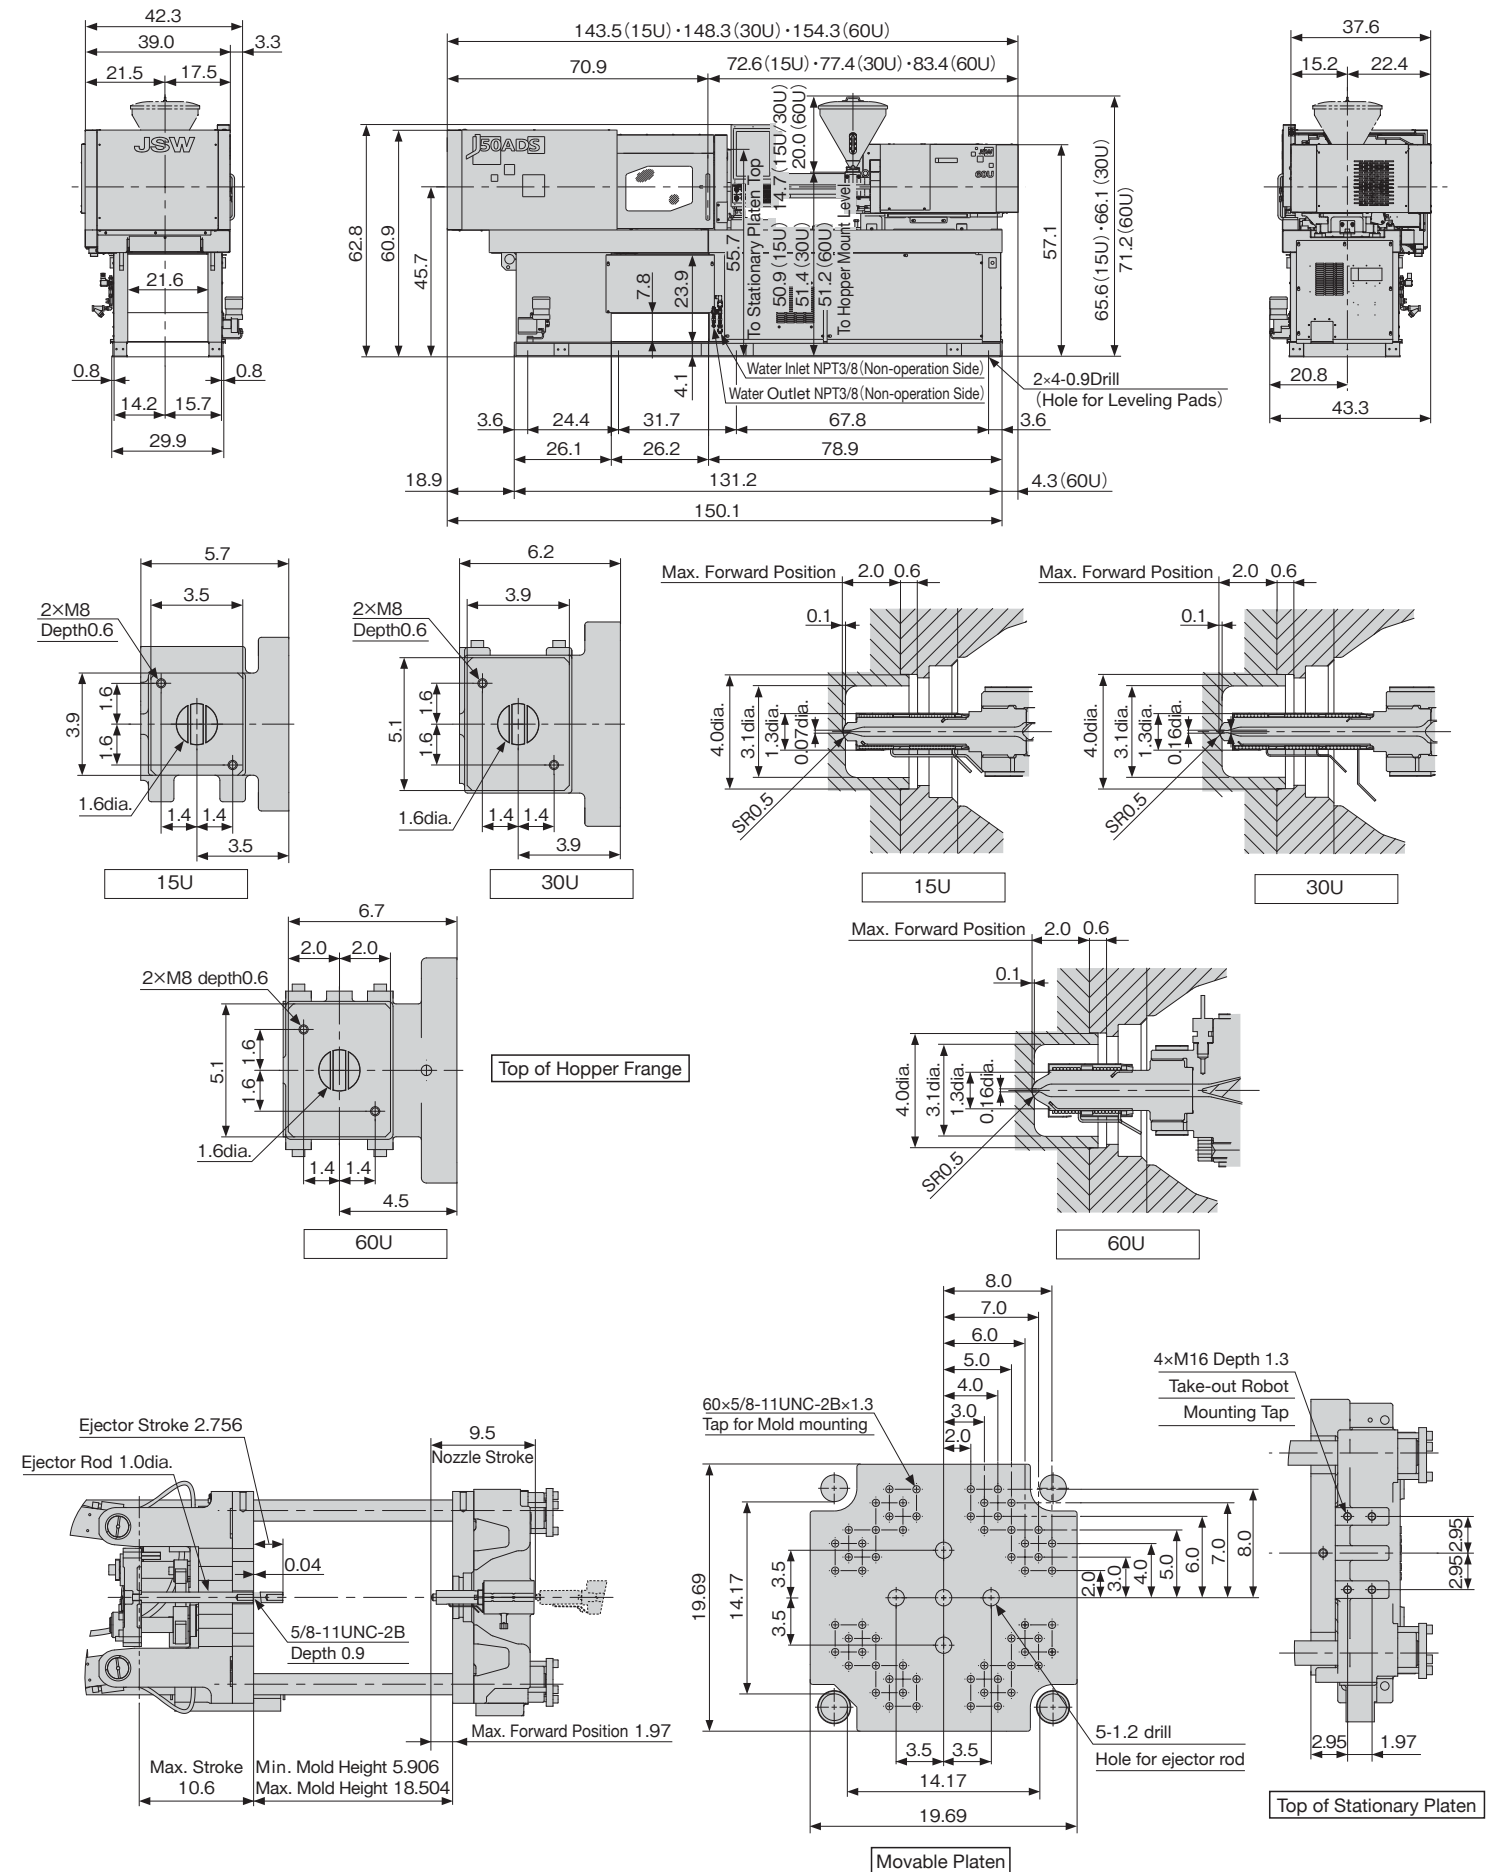 42.3
39.0
3.3
21.5
17.5
JSW
21.6
0.8
0.8
14.2
15.7
29.9
143.5(15U)・148.3(30U)・154.3(60U)
70.9
72.6(15U)・77.4(30U)・83.4(60U)
J50ADS
JSW
60U
62.8
60.9
45.7
7.8
23.9
4.1
55.7
To Stationary Platen Top
14.7 (15U/30U)
20.0 (60U)
50.9 (15U)
51.4 (30U)
51.2 (60U)
To Hopper Mount Level
57.1
65.6(15U)・66.1(30U)
71.2(60U)
Water Inlet NPT3/8(Non-operation Side)
Water Outlet NPT3/8(Non-operation Side)
2×4-0.9Drill
(Hole for Leveling Pads)
3.6
24.4
31.7
67.8
3.6
26.1
26.2
78.9
18.9
131.2
4.3(60U)
150.1
37.6
15.2
22.4
20.8
43.3
5.7
3.5
2×M8
Depth0.6
3.9
1.6
1.6
1.6dia.
1.4
1.4
3.5
15U
6.2
3.9
2×M8
Depth0.6
5.1
1.6
1.6
1.6dia.
1.4
1.4
3.9
30U
Max. Forward Position
2.0
0.6
0.1
4.0dia.
3.1dia.
1.3dia.
0.07dia.
SR0.5
15U
Max. Forward Position
2.0
0.6
0.1
4.0dia.
3.1dia.
1.3dia.
0.16dia.
SR0.5
30U
6.7
2.0
2.0
2×M8 depth0.6
5.1
1.6
1.6
1.6dia.
1.4
1.4
4.5
60U
Top of Hopper Frange
Max. Forward Position
2.0
0.6
0.1
4.0dia.
3.1dia.
1.3dia.
0.16dia.
SR0.5
60U
Ejector Stroke 2.756
Ejector Rod 1.0dia.
9.5
Nozzle Stroke
0.04
5/8-11UNC-2B
Depth 0.9
Max. Forward Position 1.97
Max. Stroke
10.6
Min. Mold Height 5.906
Max. Mold Height 18.504
8.0
7.0
6.0
5.0
4.0
3.0
2.0
60×5/8-11UNC-2B×1.3
Tap for Mold mounting
19.69
14.17
3.5
3.5
2.0
3.0
4.0
5.0
6.0
7.0
8.0
3.5
3.5
14.17
19.69
5-1.2 drill
Hole for ejector rod
Movable Platen
4×M16 Depth 1.3
Take-out Robot
Mounting Tap
2.95
2.95
2.95
1.97
Top of Stationary Platen